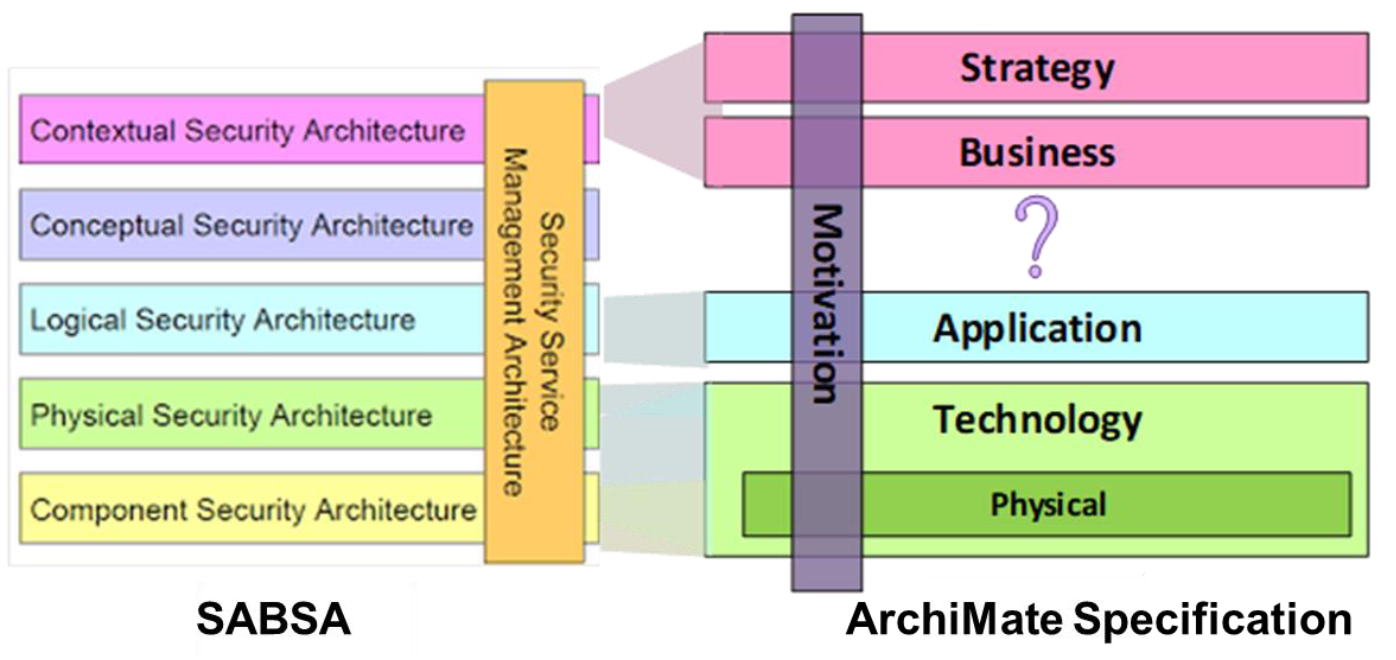 Contextual Security Architecture
Conceptual Security Architecture
Logical Security Architecture
Physical Security Architecture
Component Security Architecture
Security Service
Management Architecture
SABSA
Strategy
Business
?
Application
Technology
Physical
Motivation
ArchiMate Specification